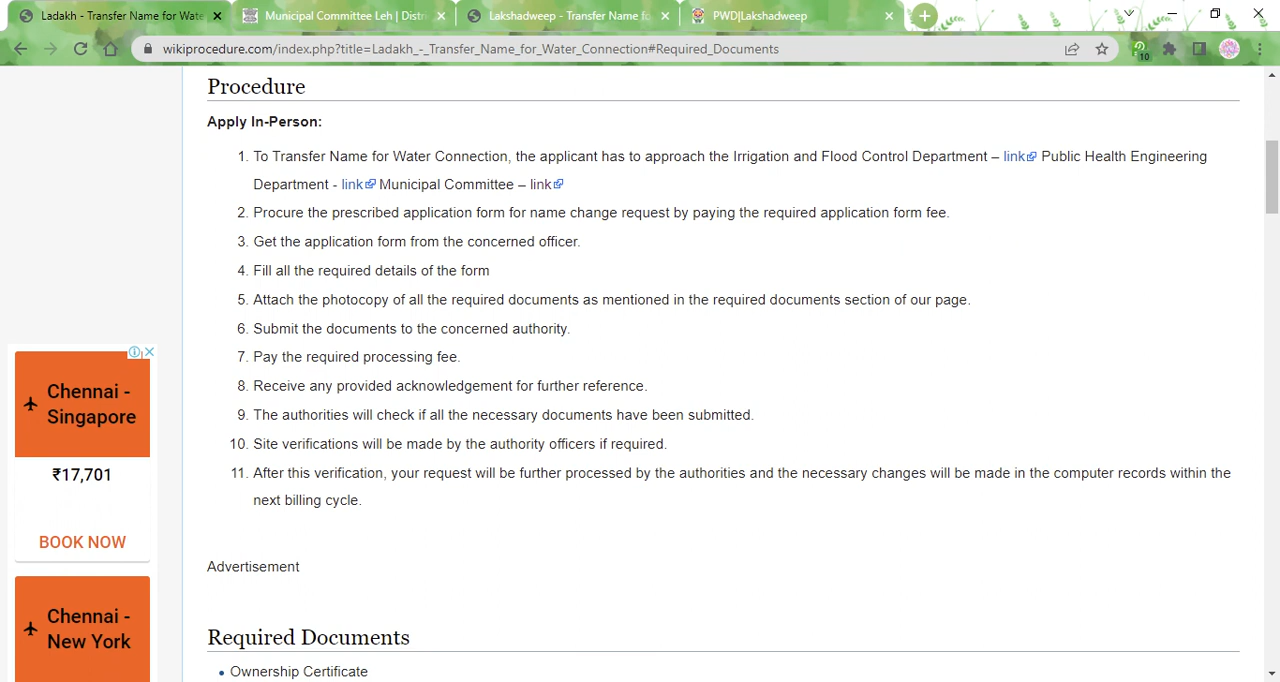 Ladakh - Transfer Name for Wate
Municipal Committee Leh | Distri
Lakshadweep - Transfer Name fo
PWD|Lakshadweep
wikiprocedure.com/index.php?title=Ladakh_-_Transfer_Name_for_Water_Connection#Required_Documents
10
Procedure
Apply In-Person:
1. To Transfer Name for Water Connection, the applicant has to approach the Irrigation and Flood Control Department – link Public Health Engineering
Department - link Municipal Committee – link
2. Procure the prescribed application form for name change request by paying the required application form fee.
3. Get the application form from the concerned officer.
4. Fill all the required details of the form
5. Attach the photocopy of all the required documents as mentioned in the required documents section of our page.
6. Submit the documents to the concerned authority.
7. Pay the required processing fee.
8. Receive any provided acknowledgement for further reference.
9. The authorities will check if all the necessary documents have been submitted.
10. Site verifications will be made by the authority officers if required.
11. After this verification, your request will be further processed by the authorities and the necessary changes will be made in the computer records within the
next billing cycle.
Advertisement
Required Documents
• Ownership Certificate
Chennai -
Singapore
₹17,701
BOOK NOW
Chennai -
New York